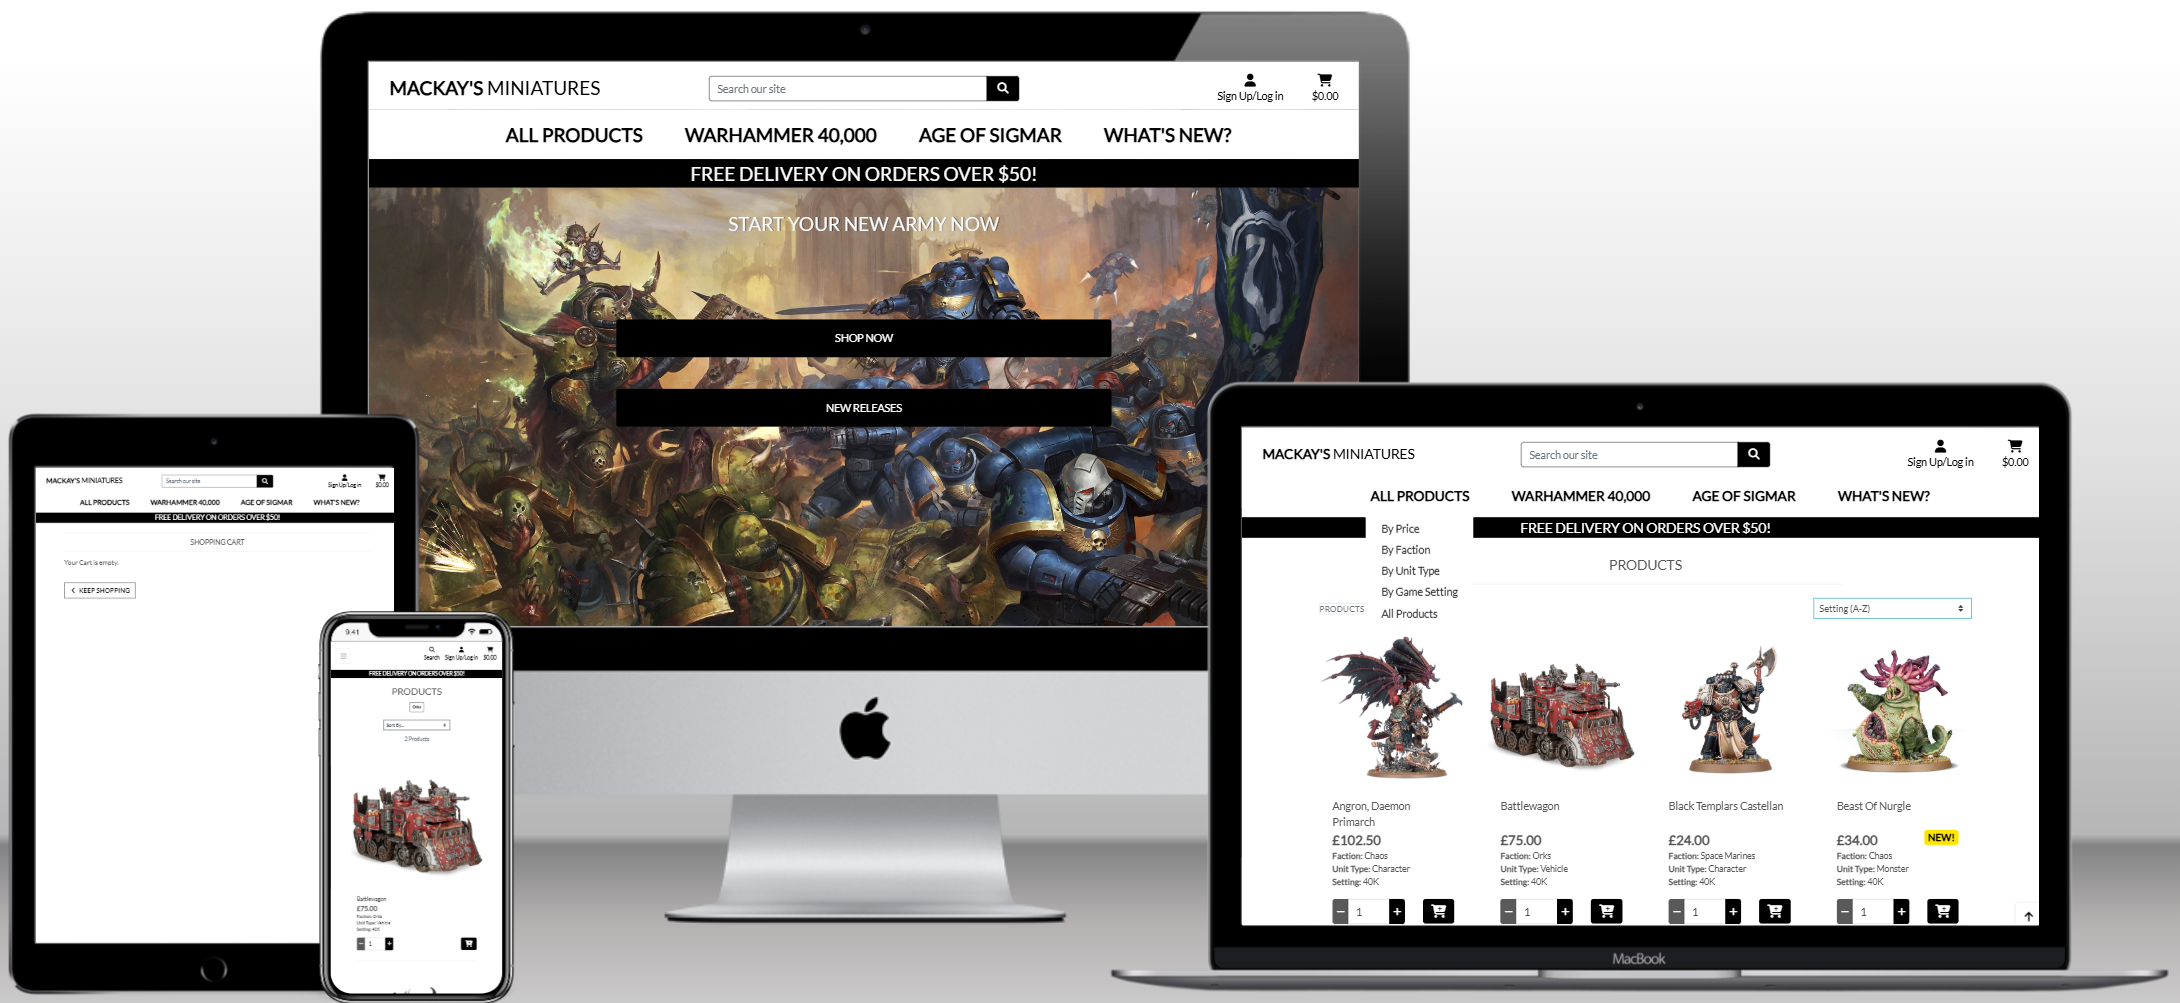 MACKAY'S MINIATURES
Search our site
Sign Up/Log in
$0.00
ALL PRODUCTS
WARHAMMER 40,000
AGE OF SIGMAR
WHAT'S NEW?
FREE DELIVERY ON ORDERS OVER $50!
START YOUR NEW ARMY NOW
SHOP NOW
NEW RELEASES
MACKAY'S MINIATURES
Search our site
Sign Up/Log in
$0.00
ALL PRODUCTS
WARHAMMER 40,000
AGE OF SIGMAR
WHAT'S NEW?
FREE DELIVERY ON ORDERS OVER $50!
SHOPPING CART
Your Cart is empty.
KEEP SHOPPING
9:41
Search
Sign Up/Log in
$0.00
FREE DELIVERY ON ORDERS OVER $50!
PRODUCTS
Orks
Sort By...
2 Products
Battlewagon
£75.00
Faction: Orks
Unit Type: Vehicle
Setting: 40K
1
MACKAY'S MINIATURES
Search our site
Sign Up/Log in
$0.00
ALL PRODUCTS
WARHAMMER 40,000
AGE OF SIGMAR
WHAT'S NEW?
FREE DELIVERY ON ORDERS OVER $50!
By Price
By Faction
By Unit Type
By Game Setting
All Products
PRODUCTS
PRODUCTS
Setting (A-Z)
Angron, Daemon
Primarch
£102.50
Faction: Chaos
Unit Type: Character
Setting: 40K
1
Battlewagon
£75.00
Faction: Orks
Unit Type: Vehicle
Setting: 40K
1
Black Templars Castellan
£24.00
Faction: Space Marines
Unit Type: Character
Setting: 40K
1
Beast Of Nurgle
£34.00
NEW!
Faction: Chaos
Unit Type: Monster
Setting: 40K
1
MacBook